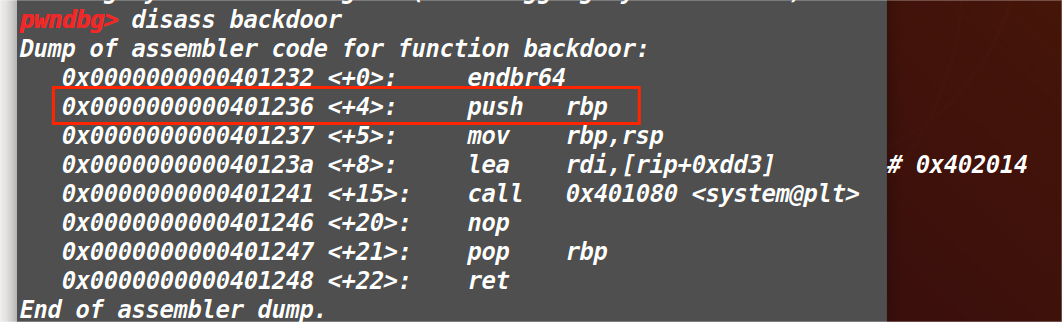 pwndbg> disass backdoor
Dump of assembler code for function backdoor:
   0x0000000000401232 <+0>:     endbr64
   0x0000000000401236 <+4>:     push   rbp
   0x0000000000401237 <+5>:     mov    rbp,rsp
   0x000000000040123a <+8>:     lea    rdi,[rip+0xdd3]        # 0x402014
   0x0000000000401241 <+15>:    call   0x401080 <system@plt>
   0x0000000000401246 <+20>:    nop
   0x0000000000401247 <+21>:    pop    rbp
   0x0000000000401248 <+22>:    ret
End of assembler dump.